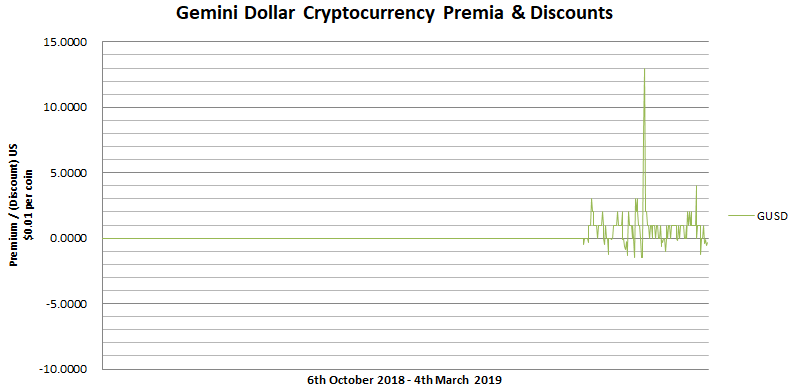 Gemini Dollar Cryptocurrency Premia & Discounts
15.0000
10.0000
5.0000
0.0000
-5.0000
-10.0000
Premium / (Discount) US
$0.01 per coin
GUSD
6th October 2018 - 4th March 2019